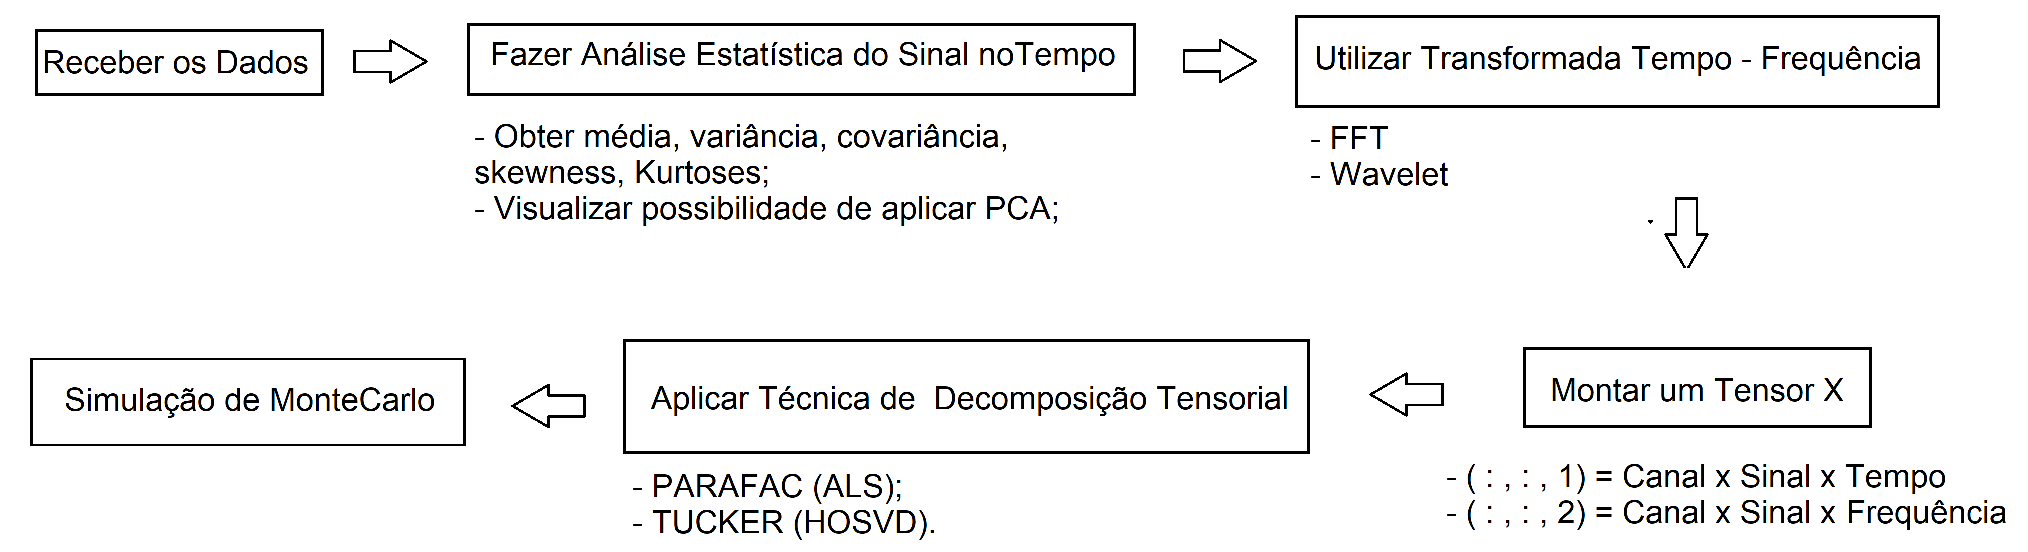 Receber os Dados
Fazer Análise Estatística do Sinal noTempo
- Obter média, variância, covariância,
skewness, Kurtoses;
- Visualizar possibilidade de aplicar PCA;
Utilizar Transformada Tempo - Frequência
- FFT
- Wavelet
Montar um Tensor X
- ( : , : , 1) = Canal x Sinal x Tempo
- ( : , : , 2) = Canal x Sinal x Frequência
Aplicar Técnica de  Decomposição Tensorial
- PARAFAC (ALS);
- TUCKER (HOSVD).
Simulação de MonteCarlo